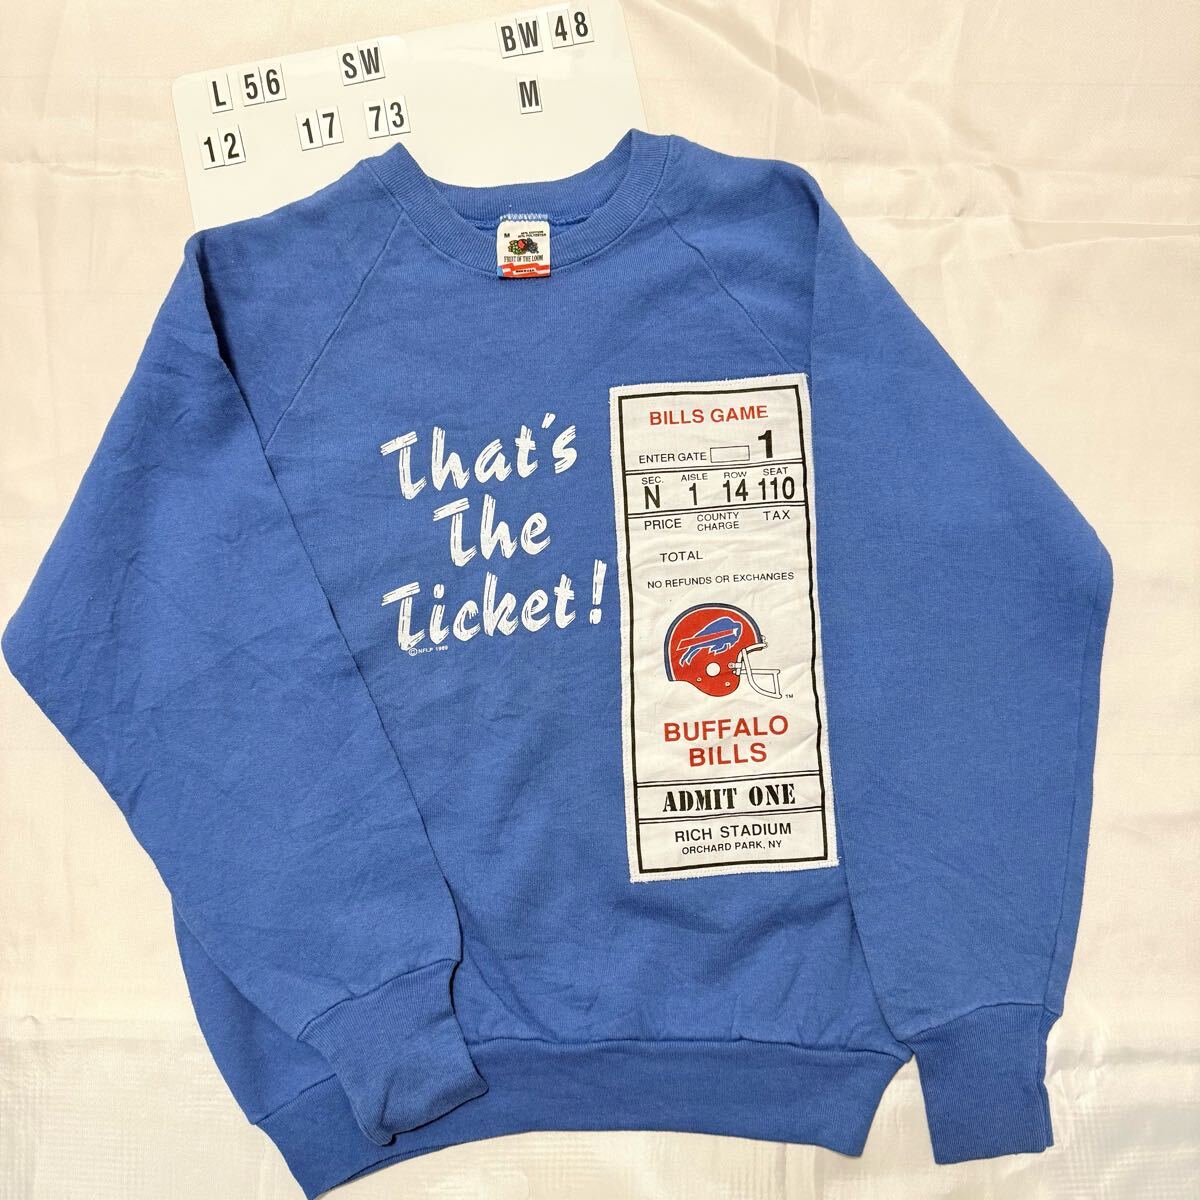 L 56 SW BW 48
12 17 73 M
M
FRUIT OF THE LOOM
That's
The
Ticket!
© NFLP 1989
BILLS GAME
ENTER GATE 1
SEC. AISLE ROW SEAT
N 1 14 110
PRICE COUNTY CHARGE TAX
TOTAL
NO REFUNDS OR EXCHANGES
TM
BUFFALO
BILLS
ADMIT ONE
RICH STADIUM
ORCHARD PARK, NY